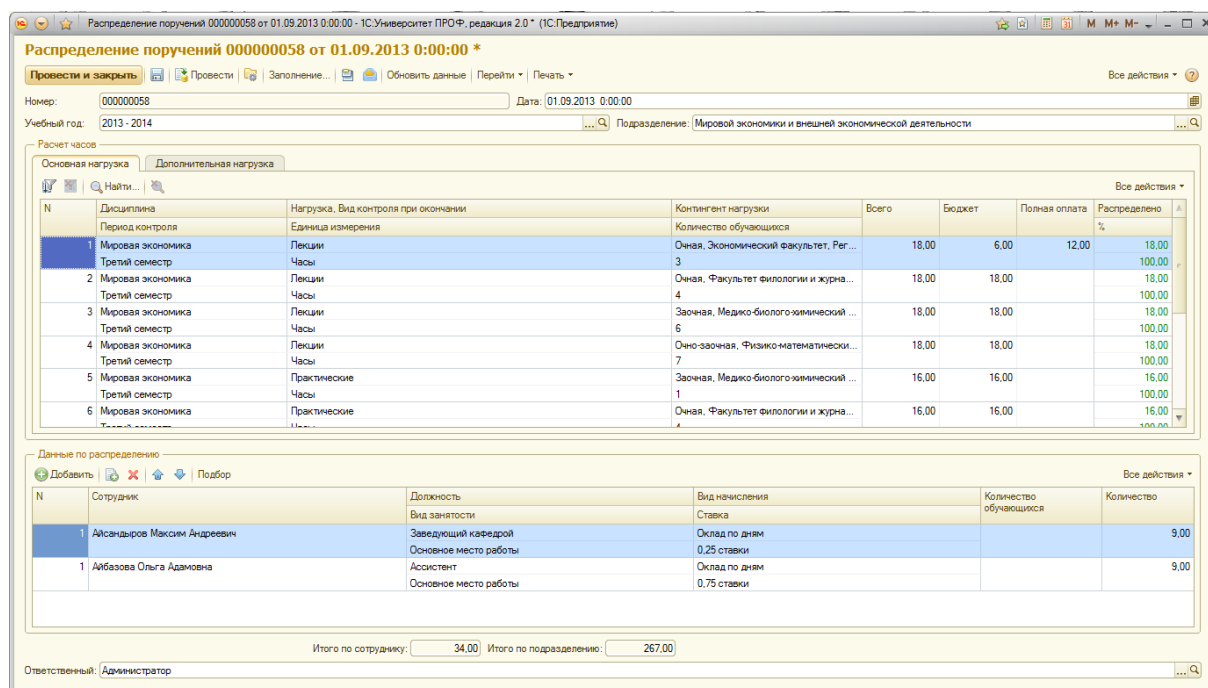 Распределение поручений 000000058 от 01.09.2013 0:00:00 - 1С:Университет ПРОФ, редакция 2.0 * (1С:Предприятие) M M+ M-
Распределение поручений 000000058 от 01.09.2013 0:00:00 *
Провести и закрыть Провести Заполнение... Обновить данные Перейти Печать Все действия
Номер: 000000058 Дата: 01.09.2013 0:00:00
Учебный год: 2013 - 2014 ... Подразделение: Мировой экономики и внешней экономической деятельности ...
Расчет часов
Основная нагрузка Дополнительная нагрузка
Найти... Все действия
N Дисциплина Нагрузка, Вид контроля при окончании Контингент нагрузки Всего Бюджет Полная оплата Распределено
Период контроля Единица измерения Количество обучающихся %
1 Мировая экономика Лекции Очная, Экономический факультет, Рег... 18,00 6,00 12,00 18,00
Третий семестр Часы 3 100,00
2 Мировая экономика Лекции Очная, Факультет филологии и журна... 18,00 18,00 18,00
Третий семестр Часы 4 100,00
3 Мировая экономика Лекции Заочная, Медико-биолого-химический ... 18,00 18,00 18,00
Третий семестр Часы 6 100,00
4 Мировая экономика Лекции Очно-заочная, Физико-математически... 18,00 18,00 18,00
Третий семестр Часы 7 100,00
5 Мировая экономика Практические Заочная, Медико-биолого-химический ... 16,00 16,00 16,00
Третий семестр Часы 1 100,00
6 Мировая экономика Практические Очная, Факультет филологии и журна... 16,00 16,00 16,00
Третий семестр Часы 4 100,00
Данные по распределению
Добавить Подбор Все действия
N Сотрудник Должность Вид начисления Количество обучающихся Количество
Вид занятости Ставка
1 Айсандыров Максим Андреевич Заведующий кафедрой Оклад по дням 9,00
Основное место работы 0,25 ставки
1 Айбазова Ольга Адамовна Ассистент Оклад по дням 9,00
Основное место работы 0,75 ставки
Итого по сотруднику: 34,00 Итого по подразделению: 267,00
Ответственный: Администратор ...